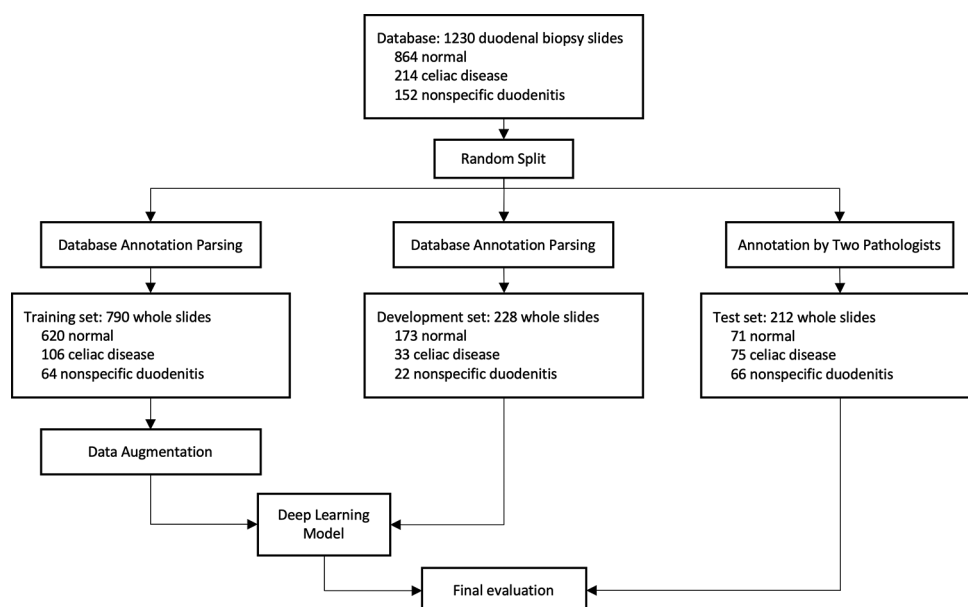 Database: 1230 duodenal biopsy slides
864 normal
214 celiac disease
152 nonspecific duodenitis
Random Split
Database Annotation Parsing
Database Annotation Parsing
Annotation by Two Pathologists
Training set: 790 whole slides
620 normal
106 celiac disease
64 nonspecific duodenitis
Development set: 228 whole slides
173 normal
33 celiac disease
22 nonspecific duodenitis
Test set: 212 whole slides
71 normal
75 celiac disease
66 nonspecific duodenitis
Data Augmentation
Deep Learning
Model
Final evaluation